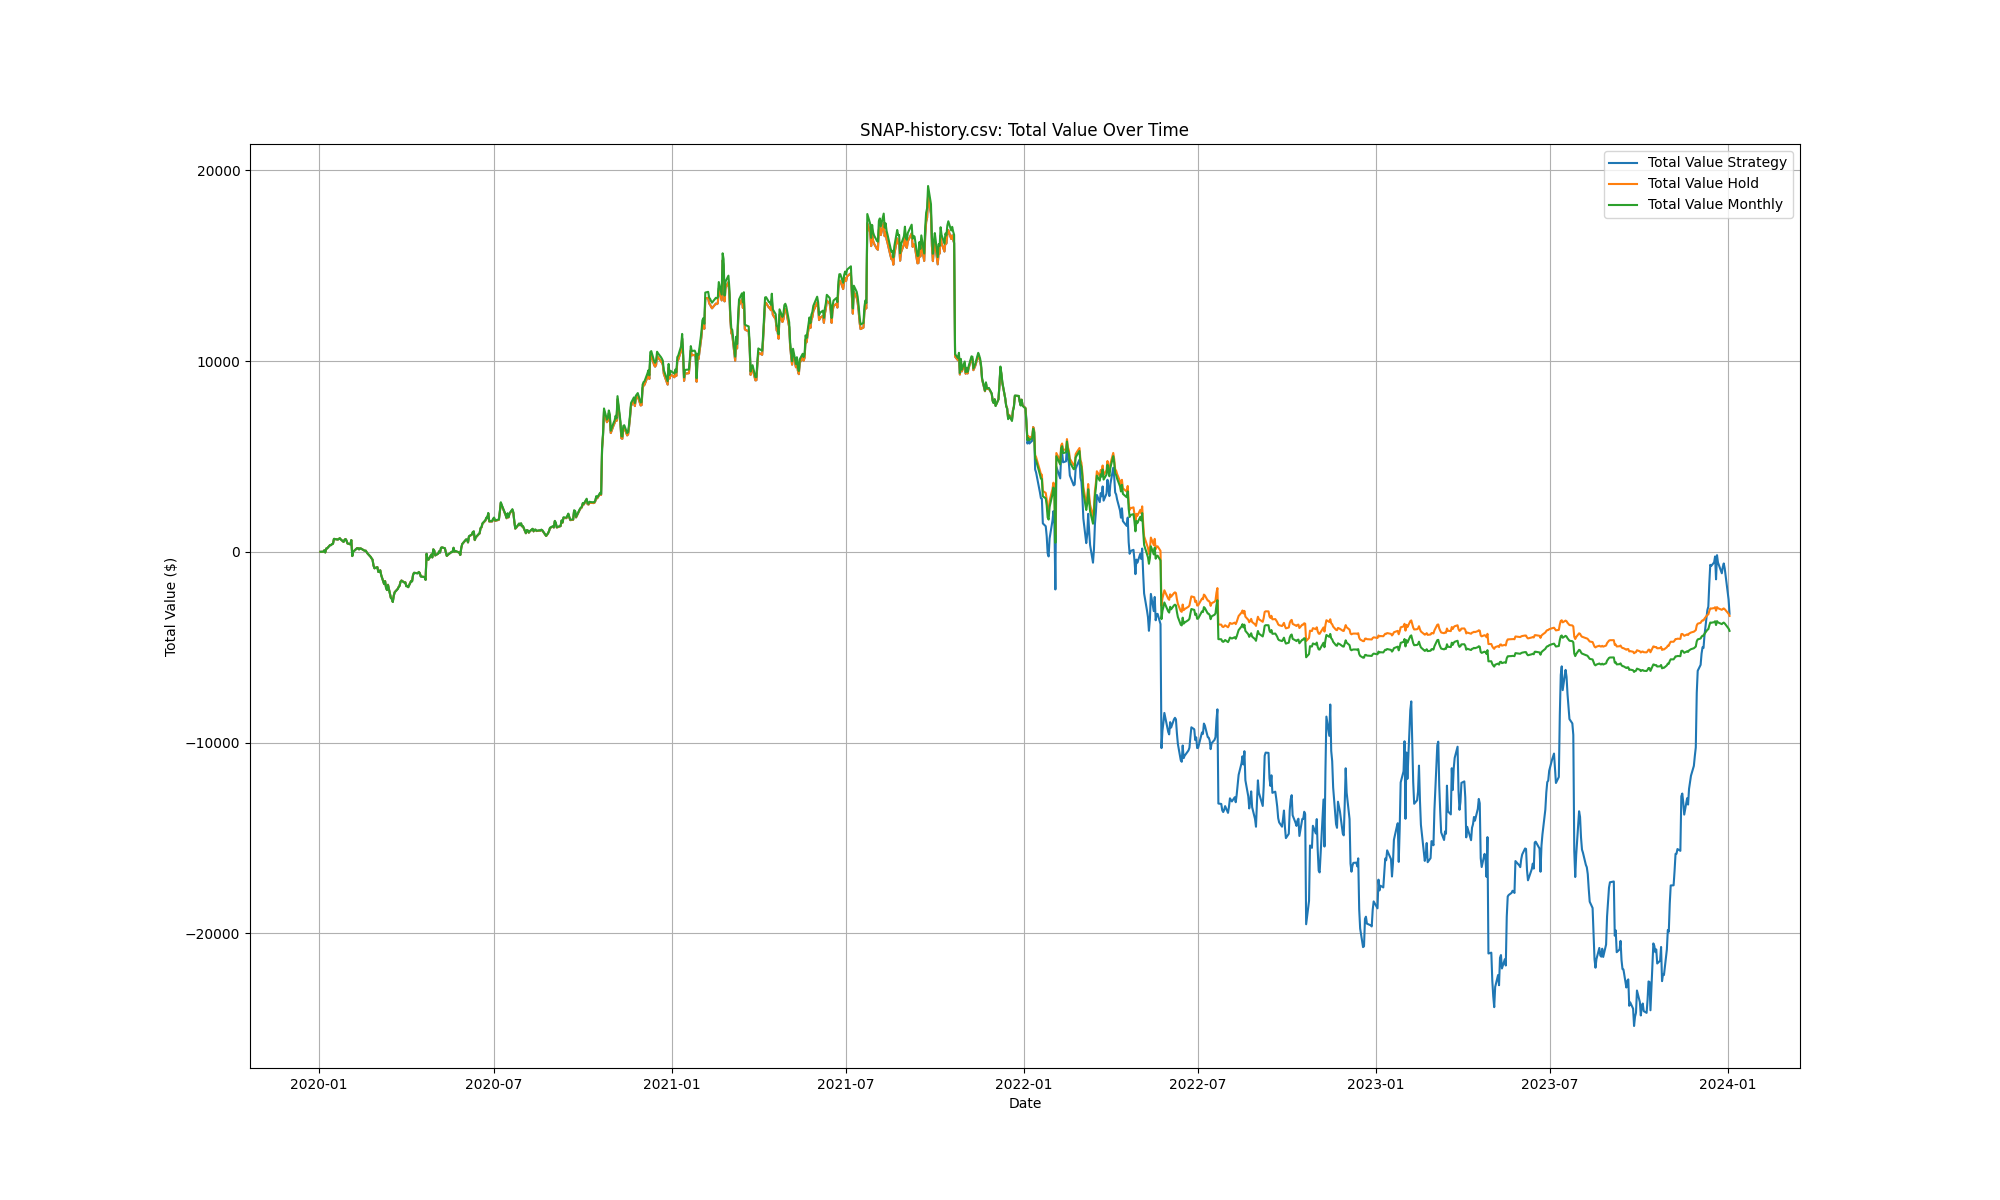 SNAP-history.csv: Total Value Over Time
Total Value Strategy
Total Value Hold
Total Value Monthly
20000
10000
0
−10000
−20000
Total Value ($)
2020-01
2020-07
2021-01
2021-07
2022-01
2022-07
2023-01
2023-07
2024-01
Date